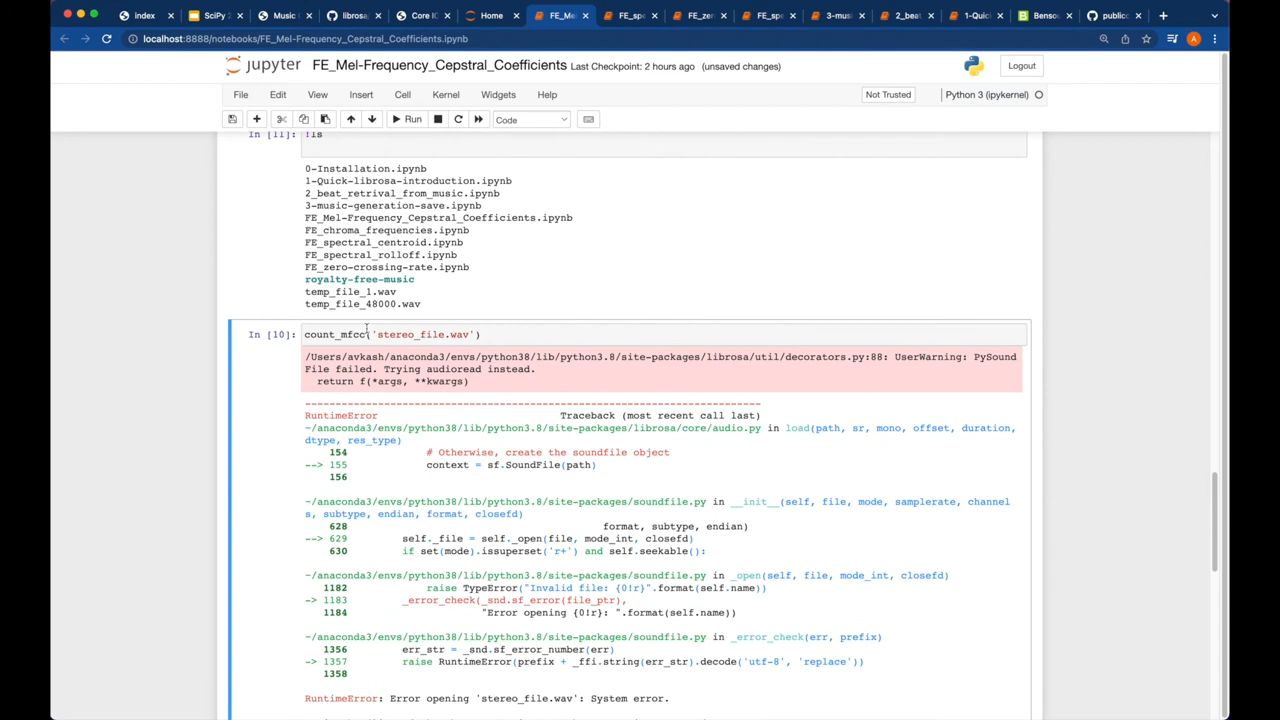 index
SciPy 2
Music I
librosa
Core IO
Home
FE_Me
FE_sp
FE_zer
FE_spe
3-mus
2_beat
1-Quic
Bensou
public
localhost:8888/notebooks/FE_Mel-Frequency_Cepstral_Coefficients.ipynb
A
jupyter FE_Mel-Frequency_Cepstral_Coefficients Last Checkpoint: 2 hours ago (unsaved changes) Logout
File Edit View Insert Cell Kernel Widgets Help Not Trusted Python 3 (ipykernel)
Run Code
In [11]: !ls
0-Installation.ipynb
1-Quick-librosa-introduction.ipynb
2_beat_retrival_from_music.ipynb
3-music-generation-save.ipynb
FE_Mel-Frequency_Cepstral_Coefficients.ipynb
FE_chroma_frequencies.ipynb
FE_spectral_centroid.ipynb
FE_spectral_rolloff.ipynb
FE_zero-crossing-rate.ipynb
royalty-free-music
temp_file_1.wav
temp_file_48000.wav
In [10]: count_mfcc('stereo_file.wav')
/Users/avkash/anaconda3/envs/python38/lib/python3.8/site-packages/librosa/util/decorators.py:88: UserWarning: PySound
File failed. Trying audioread instead.
return f(*args, **kwargs)
---------------------------------------------------------------------------
RuntimeError Traceback (most recent call last)
~/anaconda3/envs/python38/lib/python3.8/site-packages/librosa/core/audio.py in load(path, sr, mono, offset, duration,
dtype, res_type)
154 # Otherwise, create the soundfile object
--> 155 context = sf.SoundFile(path)
156
~/anaconda3/envs/python38/lib/python3.8/site-packages/soundfile.py in __init__(self, file, mode, samplerate, channel
s, subtype, endian, format, closefd)
628 format, subtype, endian)
--> 629 self._file = self._open(file, mode_int, closefd)
630 if set(mode).issuperset('r+') and self.seekable():
~/anaconda3/envs/python38/lib/python3.8/site-packages/soundfile.py in _open(self, file, mode_int, closefd)
1182 raise TypeError("Invalid file: {0!r}".format(self.name))
-> 1183 _error_check(_snd.sf_error(file_ptr),
1184 "Error opening {0!r}: ".format(self.name))
~/anaconda3/envs/python38/lib/python3.8/site-packages/soundfile.py in _error_check(err, prefix)
1356 err_str = _snd.sf_error_number(err)
-> 1357 raise RuntimeError(prefix + _ffi.string(err_str).decode('utf-8', 'replace'))
1358
RuntimeError: Error opening 'stereo_file.wav': System error.